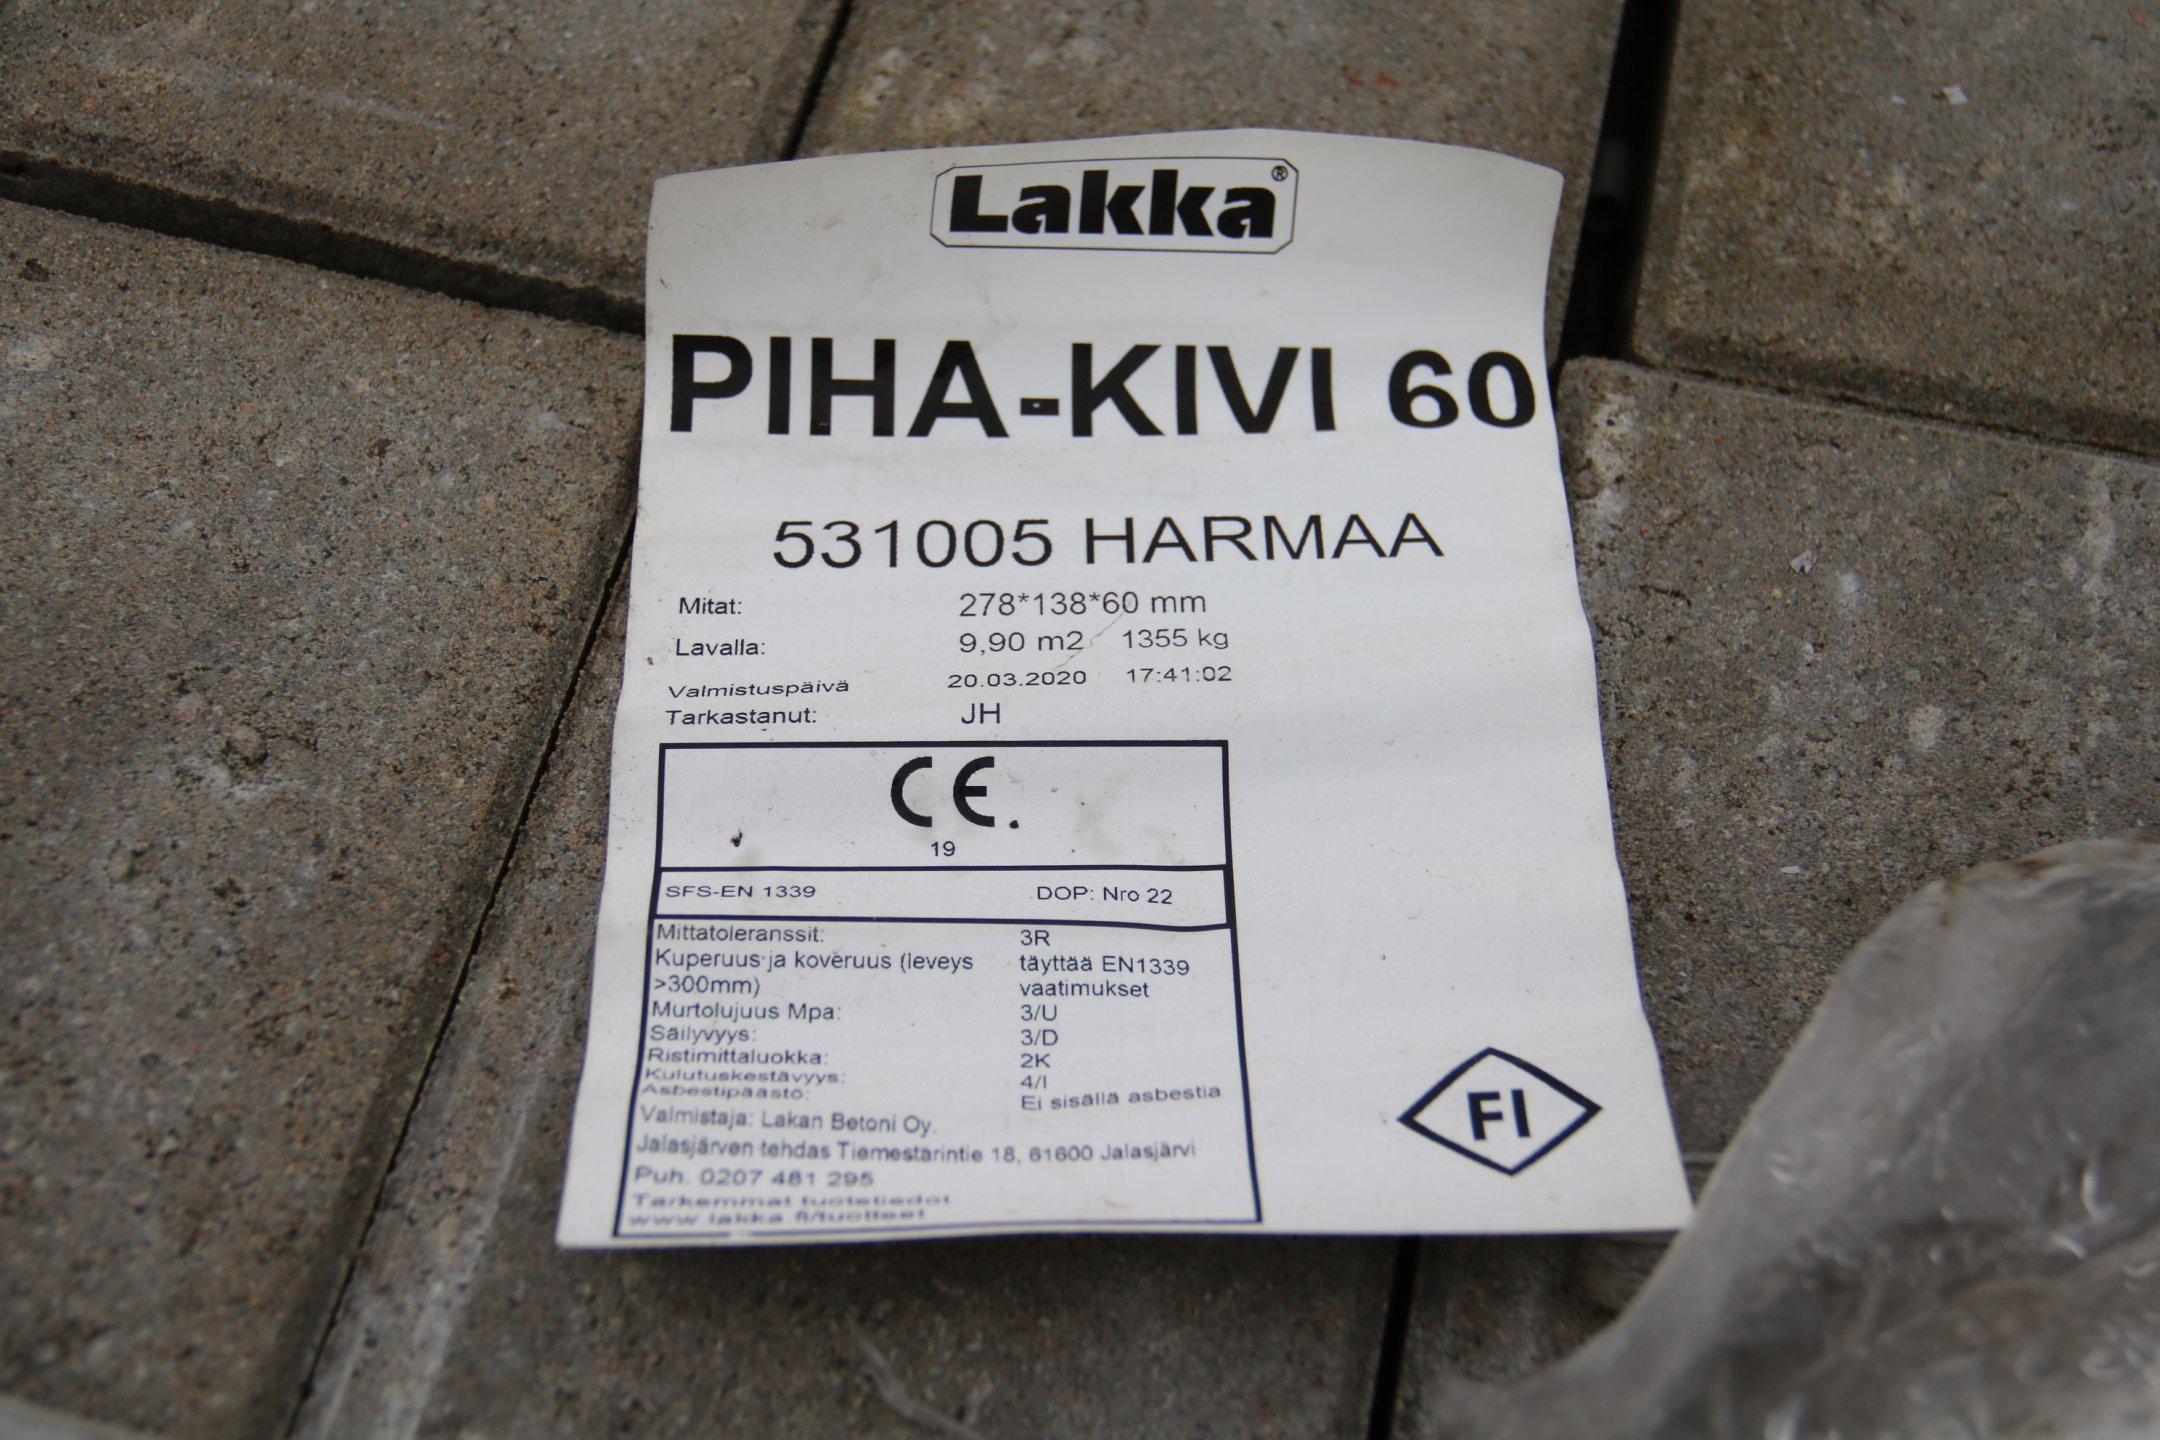 Lakka®
PIHA-KIVI 60
531005 HARMAA
Mitat: 278*138*60 mm
Lavalla: 9,90 m2 1355 kg
Valmistuspäivä 20.03.2020 17:41:02
Tarkastanut: JH
CE
19
SFS-EN 1339 DOP: Nro 22
Mittatoleranssit: 3R
Kuperuus ja koveruus (leveys täyttää EN1339
>300mm) vaatimukset
Murtolujuus Mpa: 3/U
Säilyvyys: 3/D
Ristimittaluokka: 2K
Kulutuskestävyys: 4/I
Asbestipäästö: Ei sisällä asbestia
Valmistaja: Lakan Betoni Oy.
Jalasjärven tehdas Tiemestarintie 18, 61600 Jalasjärvi
Puh. 0207 481 295
Tarkemmat tuotetiedot
www.lakka.fi/tuotteet
FI